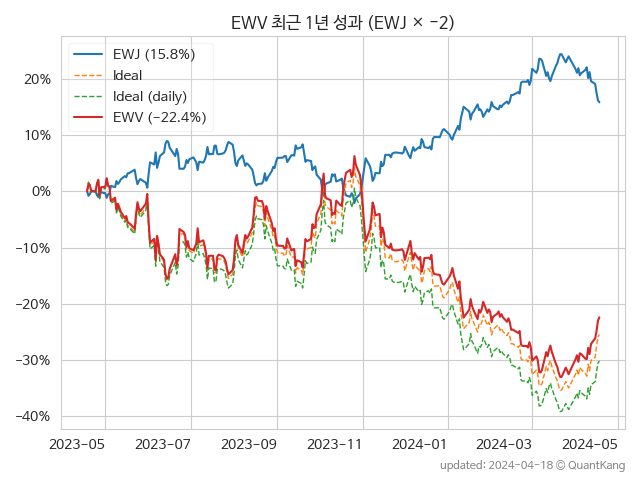 EWV 최근 1년 성과 (EWJ × −2)
EWJ (15.8%)
Ideal
Ideal (daily)
EWV (−22.4%)
20%
10%
0%
−10%
−20%
−30%
−40%
2023-05 2023-07 2023-09 2023-11 2024-01 2024-03 2024-05
updated: 2024-04-18 © QuantKang